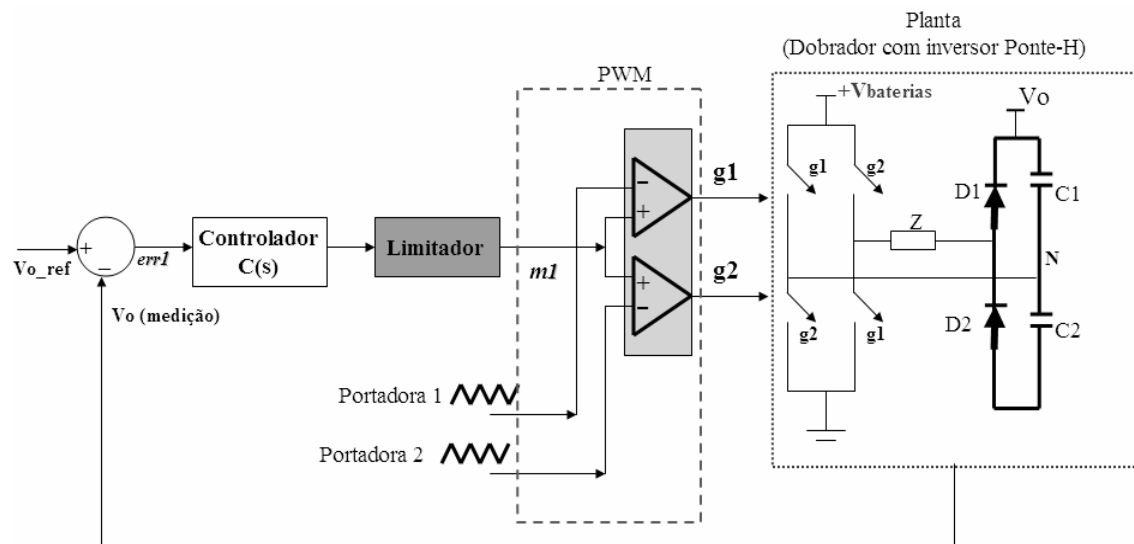 Planta
(Dobrador com inversor Ponte-H)
PWM
+Vbaterias
Vo
g1
g2
g1
D1
C1
+
−
Vo_ref
−
err1
Controlador
C(s)
Limitador
m1
−
+
+
−
g2
Z
N
Vo (medição)
g2
g1
D2
C2
Portadora 1
Portadora 2